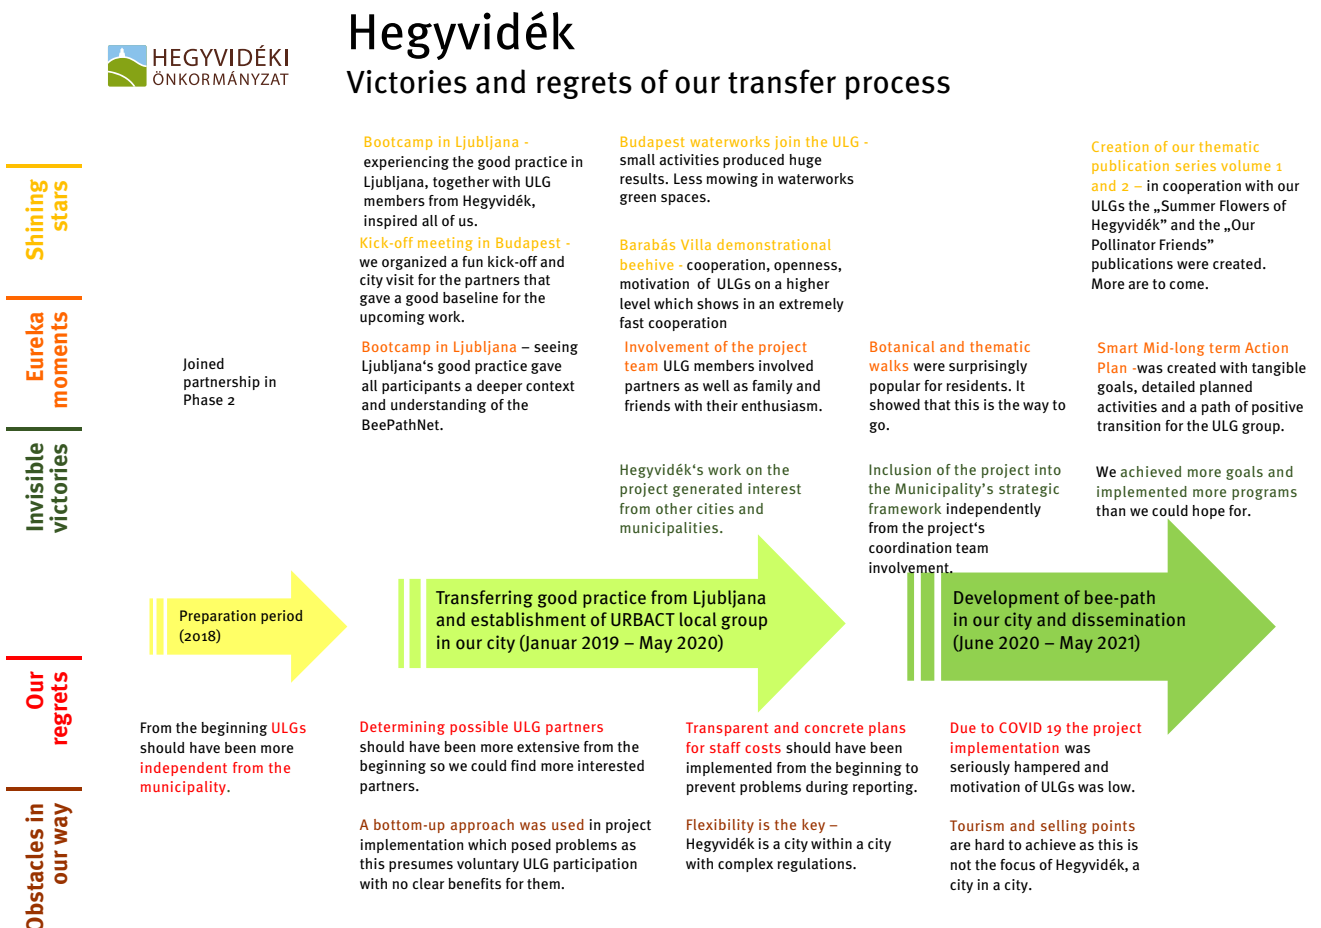 HEGYVIDÉKI
ÖNKORMÁNYZAT
Hegyvidék
Victories and regrets of our transfer process
Shining
stars
Bootcamp in Ljubljana -
experiencing the good practice in
Ljubljana, together with ULG
members from Hegyvidék,
inspired all of us.
Kick-off meeting in Budapest -
we organized a fun kick-off and
city visit for the partners that
gave a good baseline for the
upcoming work.
Budapest waterworks join the ULG -
small activities produced huge
results. Less mowing in waterworks
green spaces.
Barabás Villa demonstrational
beehive - cooperation, openness,
motivation of ULGs on a higher
level which shows in an extremely
fast cooperation
Creation of our thematic
publication series volume 1
and 2 – in cooperation with our
ULGs the „Summer Flowers of
Hegyvidék” and the „Our
Pollinator Friends”
publications were created.
More are to come.
Eureka
moments
Joined
partnership in
Phase 2
Bootcamp in Ljubljana – seeing
Ljubljana‘s good practice gave
all participants a deeper context
and understanding of the
BeePathNet.
Involvement of the project
team ULG members involved
partners as well as family and
friends with their enthusiasm.
Botanical and thematic
walks were surprisingly
popular for residents. It
showed that this is the way to
go.
Smart Mid-long term Action
Plan -was created with tangible
goals, detailed planned
activities and a path of positive
transition for the ULG group.
Invisible
victories
Hegyvidék‘s work on the
project generated interest
from other cities and
municipalities.
Inclusion of the project into
the Municipality’s strategic
framework independently
from the project‘s
coordination team
involvement.
We achieved more goals and
implemented more programs
than we could hope for.
Preparation period
(2018)
Transferring good practice from Ljubljana
and establishment of URBACT local group
in our city (Januar 2019 – May 2020)
Development of bee-path
in our city and dissemination
(June 2020 – May 2021)
Our
regrets
From the beginning ULGs
should have been more
independent from the
municipality.
Determining possible ULG partners
should have been more extensive from the
beginning so we could find more interested
partners.
Transparent and concrete plans
for staff costs should have been
implemented from the beginning to
prevent problems during reporting.
Due to COVID 19 the project
implementation was
seriously hampered and
motivation of ULGs was low.
Obstacles in
our way
A bottom-up approach was used in project
implementation which posed problems as
this presumes voluntary ULG participation
with no clear benefits for them.
Flexibility is the key –
Hegyvidék is a city within a city
with complex regulations.
Tourism and selling points
are hard to achieve as this is
not the focus of Hegyvidék, a
city in a city.